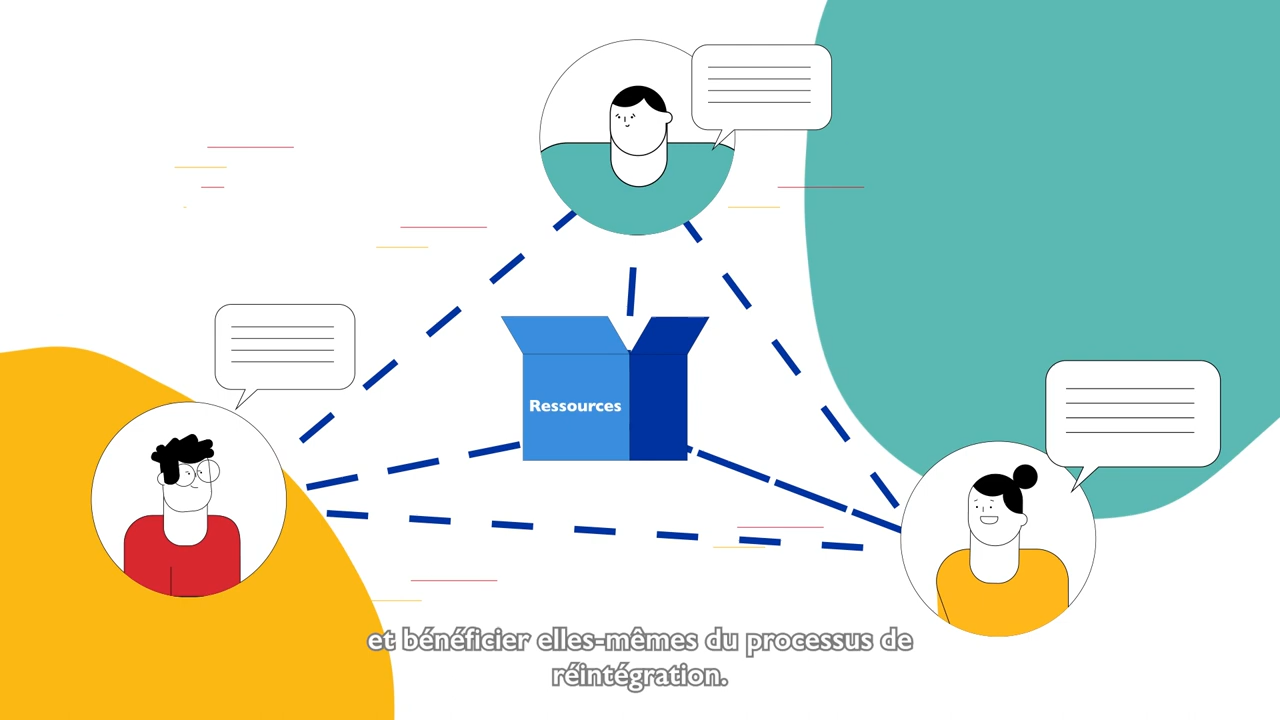 Ressources
et bénéficier elles-mêmes du processus de
réintégration.